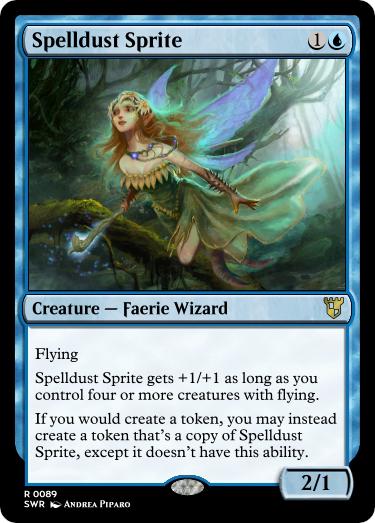 Spelldust Sprite 1
Creature — Faerie Wizard
Flying
Spelldust Sprite gets +1/+1 as long as you
control four or more creatures with flying.
If you would create a token, you may instead
create a token that's a copy of Spelldust
Sprite, except it doesn't have this ability.
2/1
R 0089
SWR Andrea Piparo